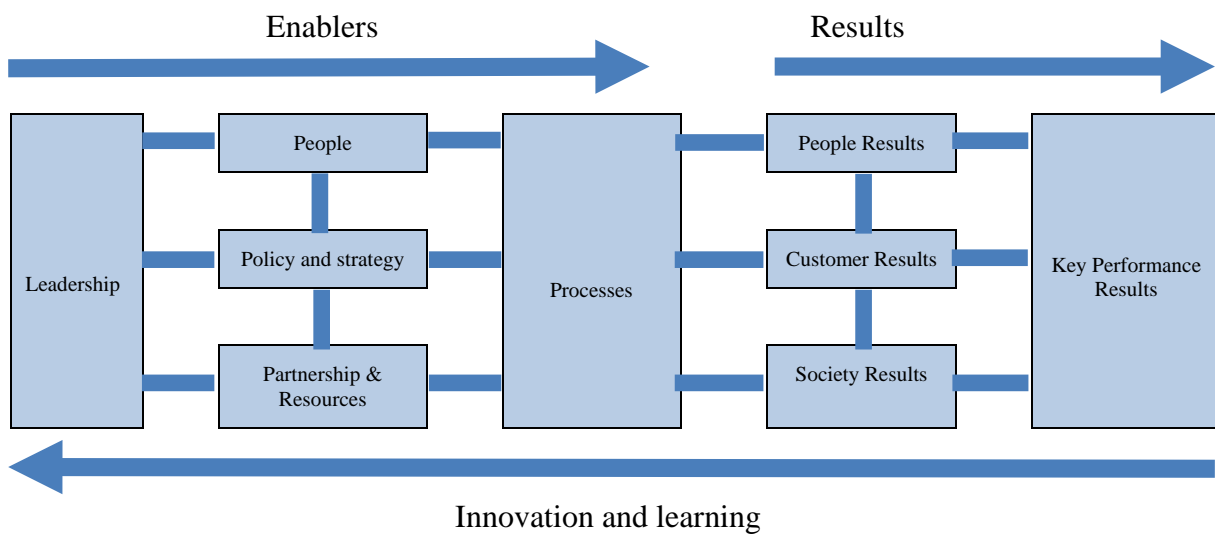 Enablers
Results
People
People Results
Policy and strategy
Customer Results
Leadership
Processes
Key Performance
Results
Partnership &
Resources
Society Results
Innovation and learning